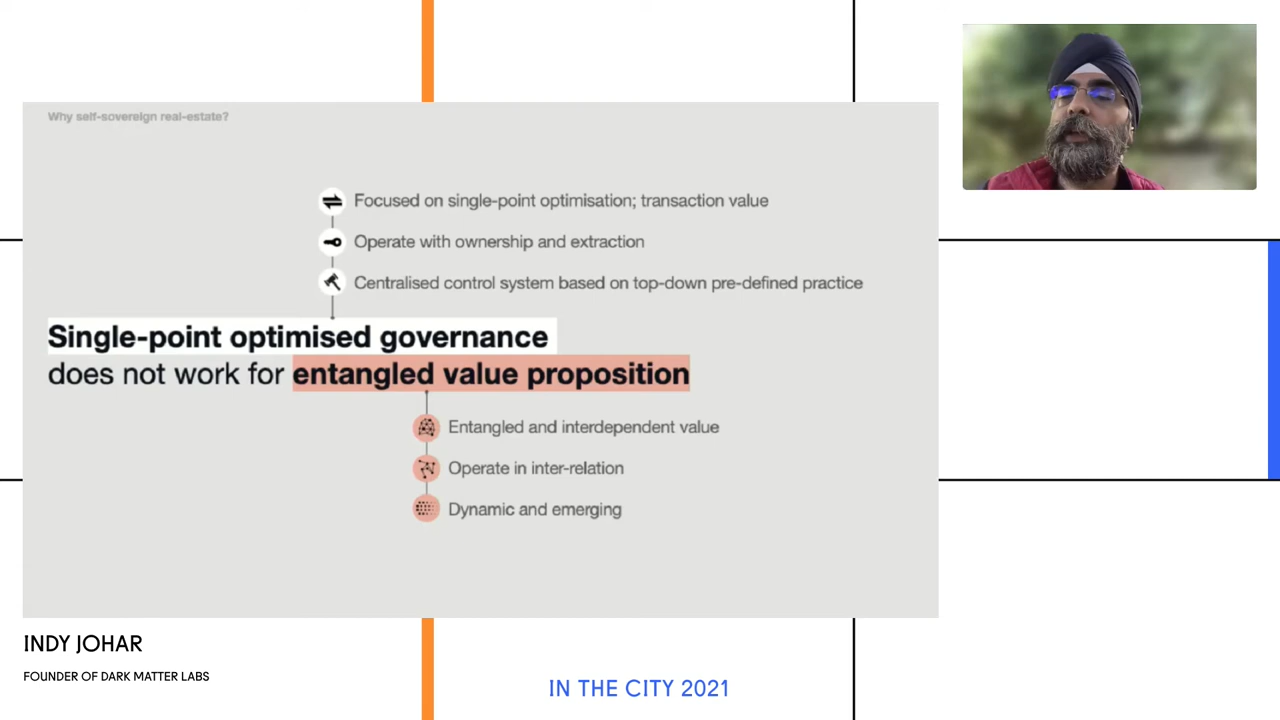 Why self-sovereign real-estate?
Focused on single-point optimisation; transaction value
Operate with ownership and extraction
Centralised control system based on top-down pre-defined practice
Single-point optimised governance
does not work for entangled value proposition
Entangled and interdependent value
Operate in inter-relation
Dynamic and emerging
INDY JOHAR
FOUNDER OF DARK MATTER LABS
IN THE CITY 2021